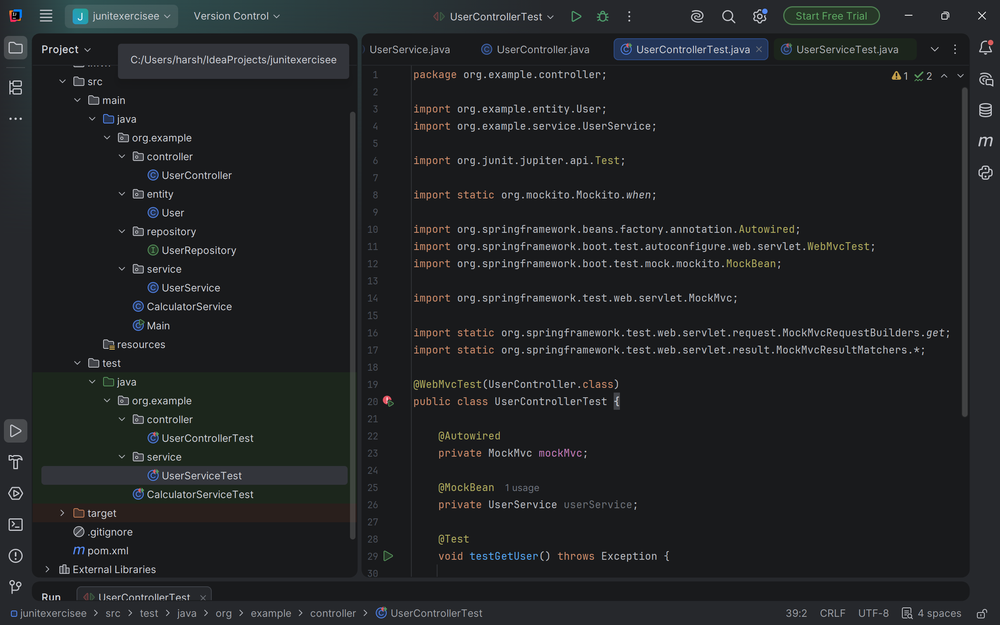 junitexercisee
Version Control
UserControllerTest
Start Free Trial
Project
C:/Users/harsh/IdeaProjects/junitexercisee
src
main
java
org.example
controller
UserController
entity
User
repository
UserRepository
service
UserService
CalculatorService
Main
resources
test
java
org.example
controller
UserControllerTest
service
UserServiceTest
CalculatorServiceTest
target
.gitignore
pom.xml
External Libraries
UserService.java UserController.java UserControllerTest.java UserServiceTest.java
1 2
1 package org.example.controller;
2
3 import org.example.entity.User;
4 import org.example.service.UserService;
5
6 import org.junit.jupiter.api.Test;
7
8 import static org.mockito.Mockito.when;
9
10 import org.springframework.beans.factory.annotation.Autowired;
11 import org.springframework.boot.test.autoconfigure.web.servlet.WebMvcTest;
12 import org.springframework.boot.test.mock.mockito.MockBean;
13
14 import org.springframework.test.web.servlet.MockMvc;
15
16 import static org.springframework.test.web.servlet.request.MockMvcRequestBuilders.get;
17 import static org.springframework.test.web.servlet.result.MockMvcResultMatchers.*;
18
19 @WebMvcTest(UserController.class)
20 public class UserControllerTest {
21
22 @Autowired
23 private MockMvc mockMvc;
24
25 @MockBean 1 usage
26 private UserService userService;
27
28 @Test
29 void testGetUser() throws Exception {
30
Run UserControllerTest
junitexercisee > src > test > java > org > example > controller > UserControllerTest
39:2 CRLF UTF-8 4 spaces